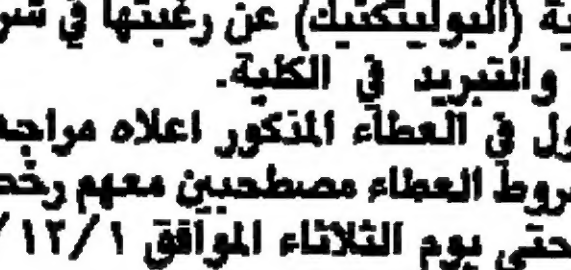 ية (البوليتكنيك) عن رغبتها في شر
والتبريد في الكلية.
ول في العطاء المذكور اعلاه مراجع
روط العطاء مصطحبين معهم رخص
حتى يوم الثلاثاء الموافق ١٢/١/